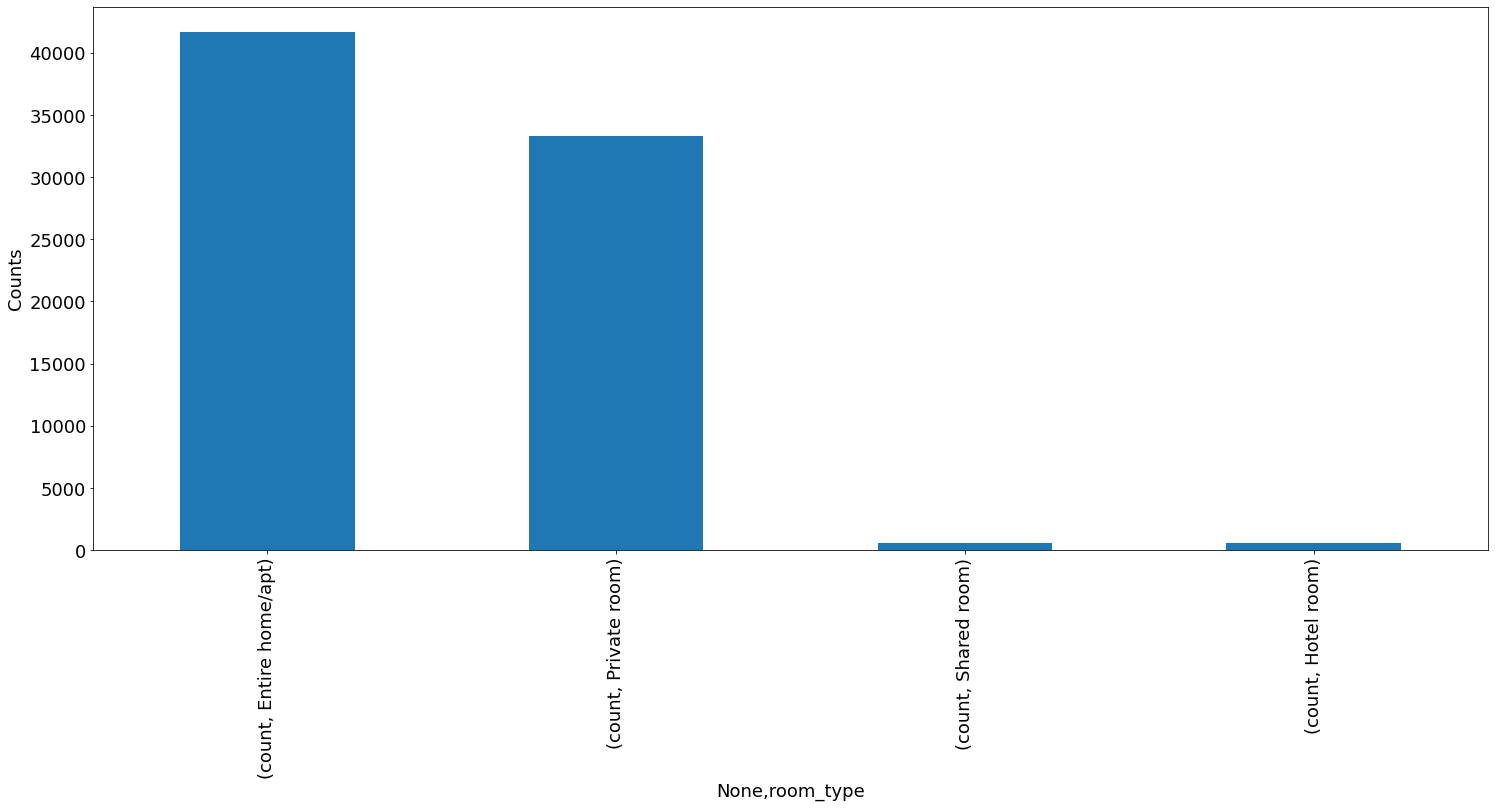 40000
35000
30000
25000
20000
15000
10000
5000
0
Counts
(count, Entire home/apt)
(count, Private room)
(count, Shared room)
(count, Hotel room)
None,room_type